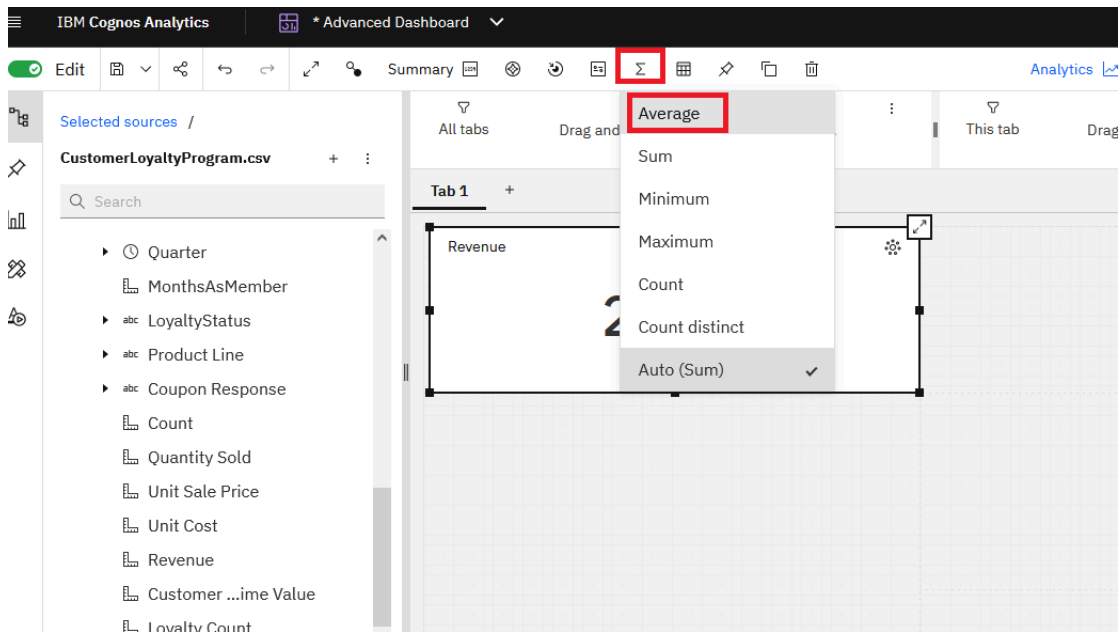 IBM Cognos Analytics
* Advanced Dashboard
Edit
Summary
Analytics
Selected sources /
CustomerLoyaltyProgram.csv
Search
Quarter
MonthsAsMember
abc LoyaltyStatus
abc Product Line
abc Coupon Response
Count
Quantity Sold
Unit Sale Price
Unit Cost
Revenue
Customer ...ime Value
Loyalty Count
All tabs
Drag and
This tab
Drag
Tab 1
+
Revenue
2
Average
Sum
Minimum
Maximum
Count
Count distinct
Auto (Sum)